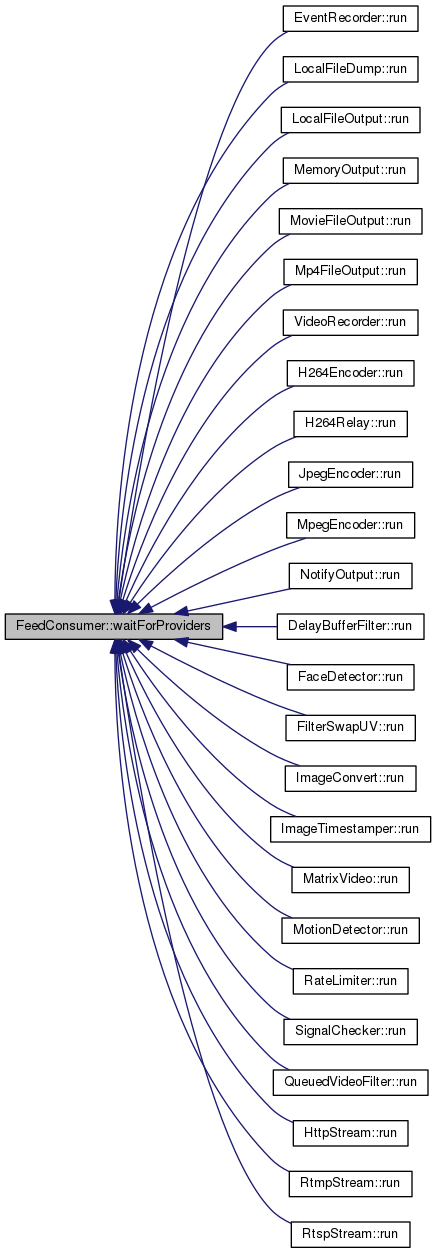 EventRecorder::run
LocalFileDump::run
LocalFileOutput::run
MemoryOutput::run
MovieFileOutput::run
Mp4FileOutput::run
VideoRecorder::run
H264Encoder::run
H264Relay::run
JpegEncoder::run
MpegEncoder::run
NotifyOutput::run
FeedConsumer::waitForProviders
DelayBufferFilter::run
FaceDetector::run
FilterSwapUV::run
ImageConvert::run
ImageTimestamper::run
MatrixVideo::run
MotionDetector::run
RateLimiter::run
SignalChecker::run
QueuedVideoFilter::run
HttpStream::run
RtmpStream::run
RtspStream::run